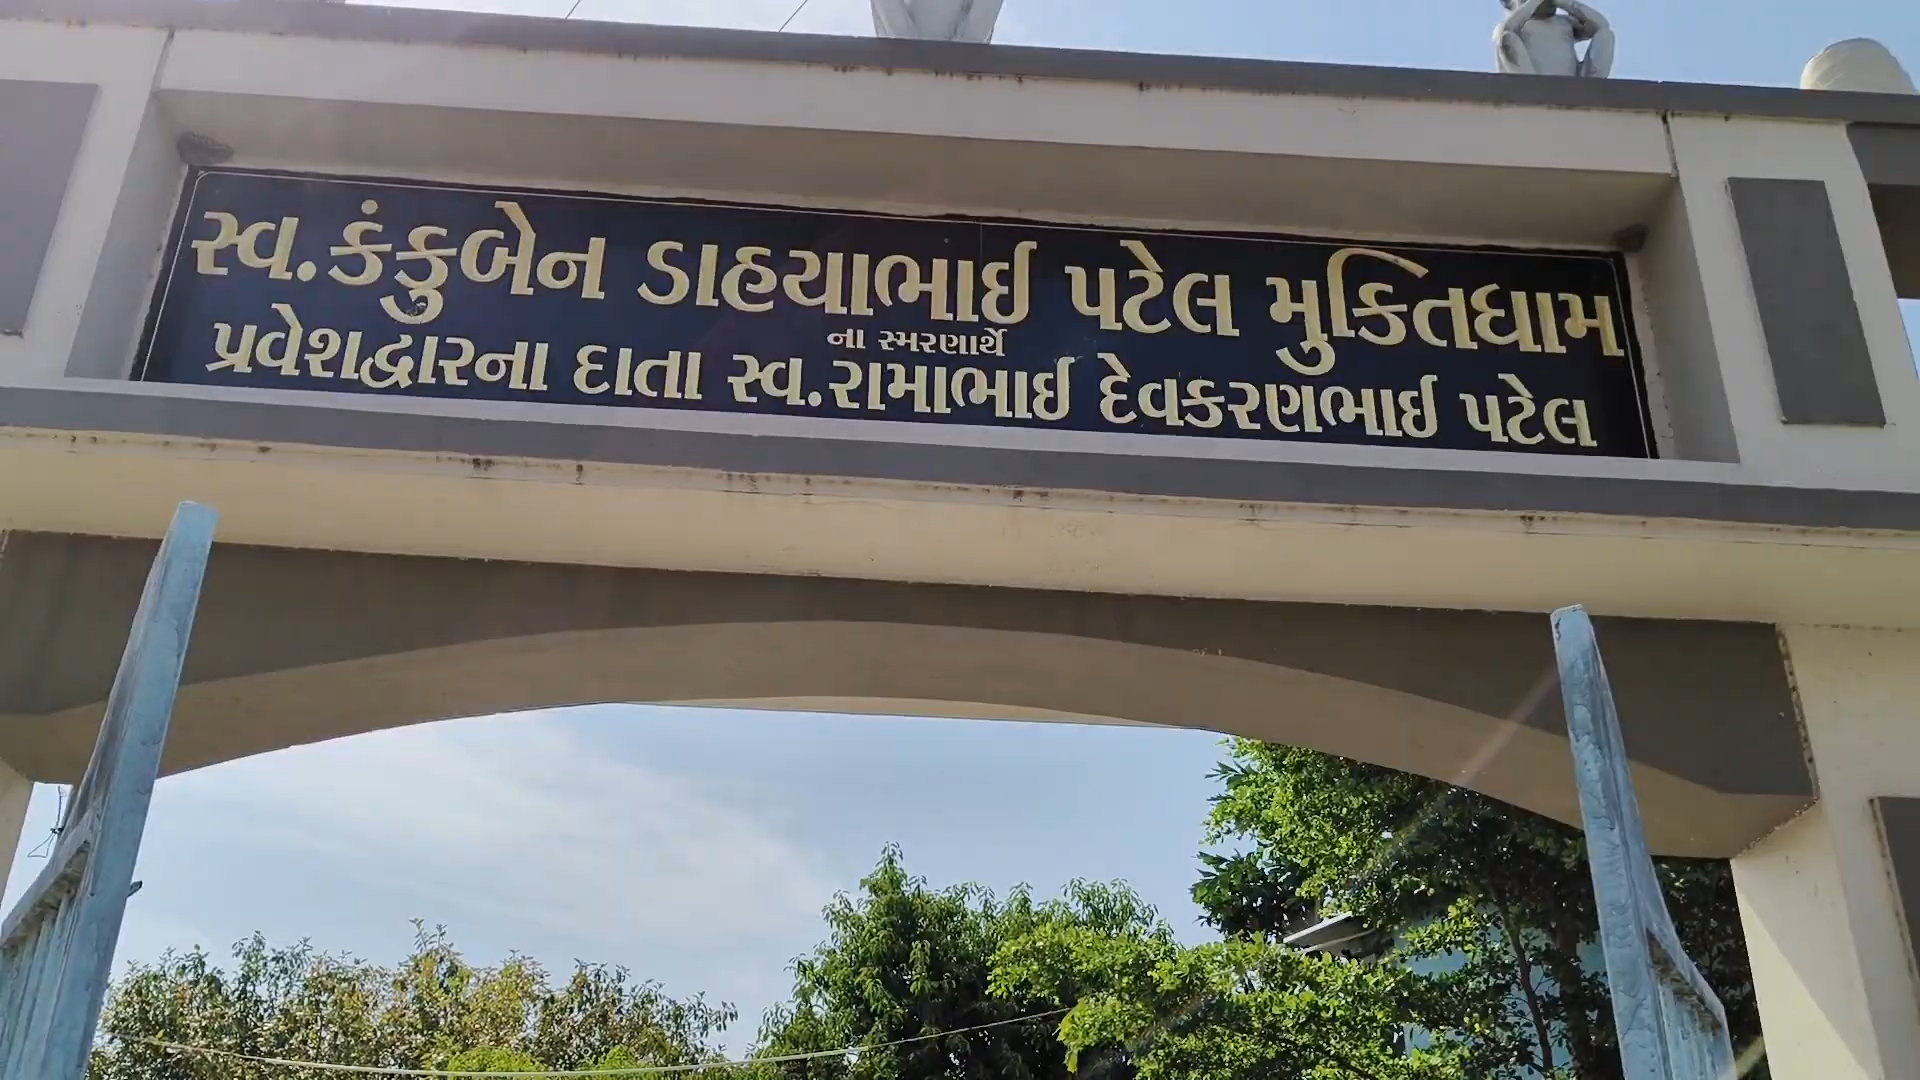 સ્વ.કંકુબેન ડાહયાભાઈ પટેલ મુકિતધામ
ના સ્મરણાર્થે
પ્રવેશદ્વારના દાતા સ્વ.રામાભાઈ દેવકરણભાઈ પટેલ